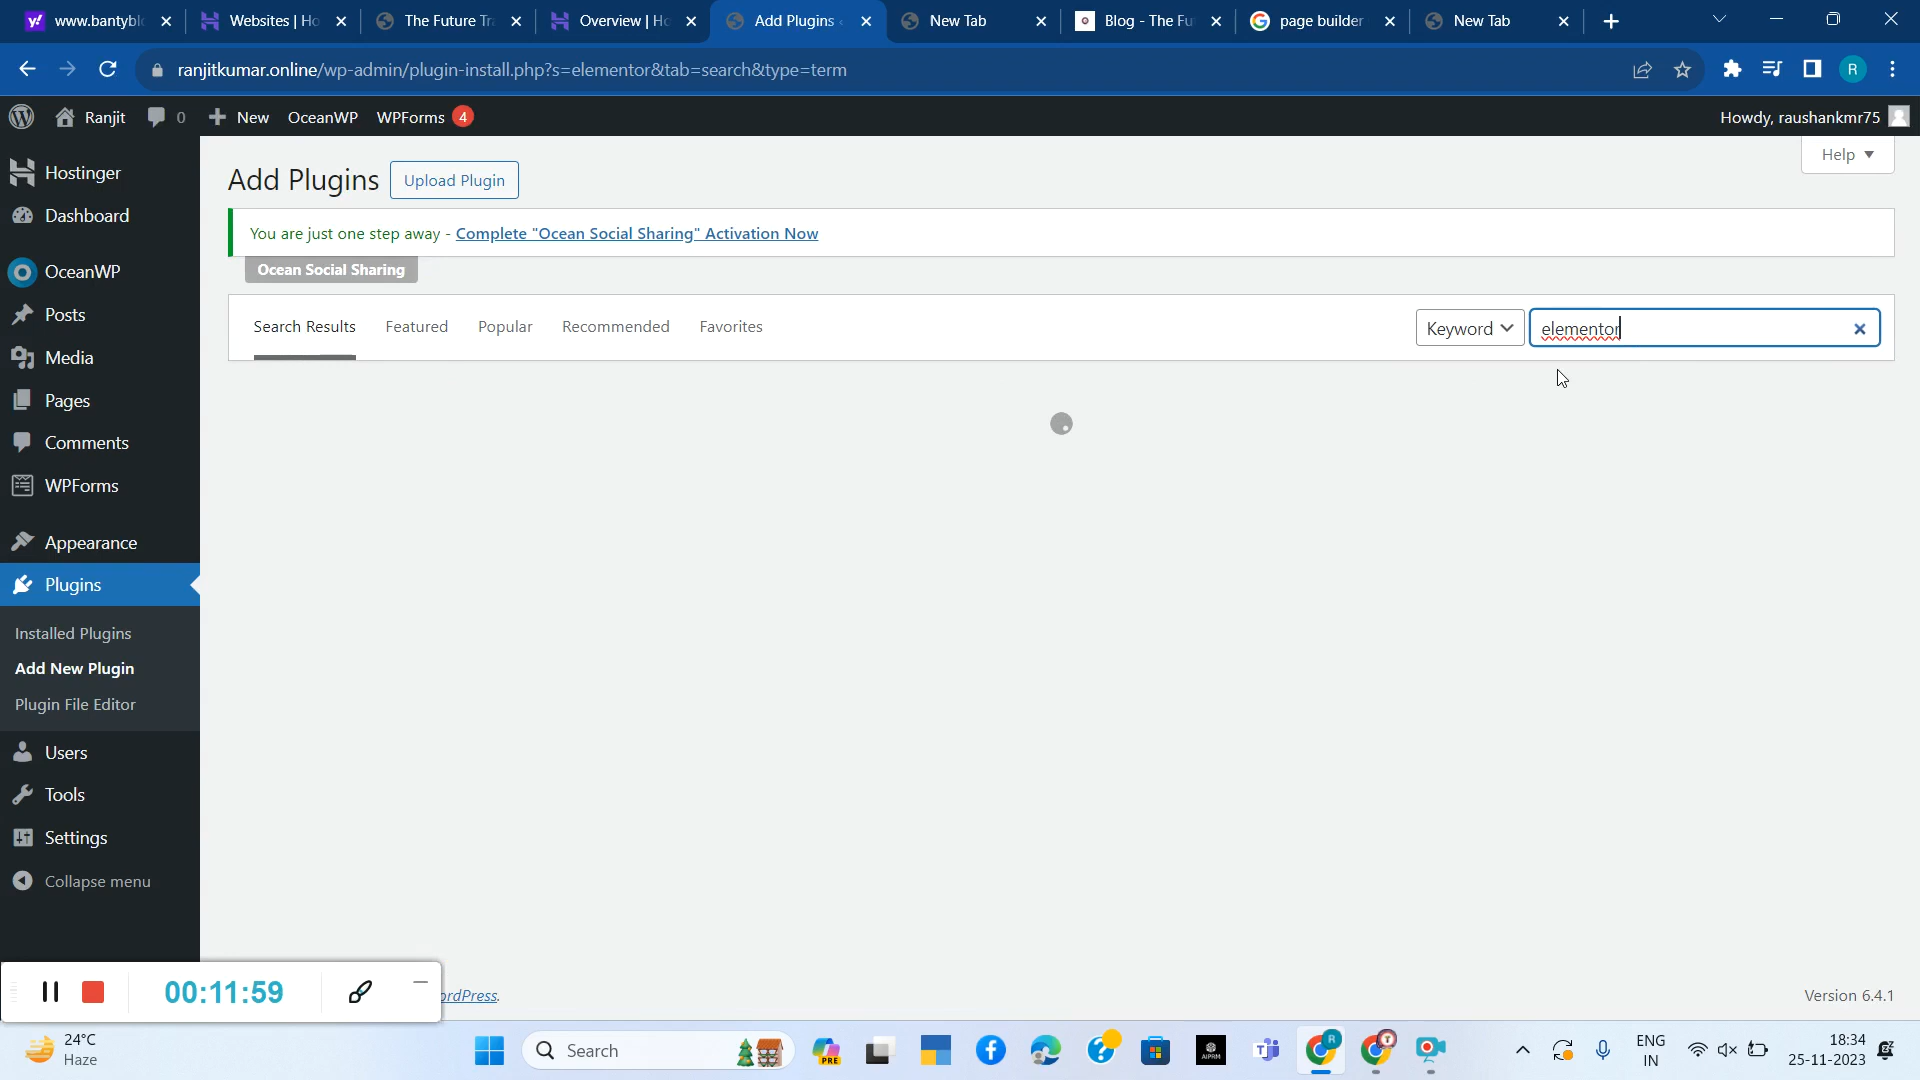 www.bantyblo
Websites | Ho
The Future Tr
Overview | Ho
Add Plugins
New Tab
Blog - The Fu
page builder
New Tab
ranjitkumar.online/wp-admin/plugin-install.php?s=elementor&tab=search&type=term
R
Ranjit
0
New
OceanWP
WPForms
4
Howdy, raushankmr75
Hostinger
Dashboard
OceanWP
Posts
Media
Pages
Comments
WPForms
Appearance
Plugins
Installed Plugins
Add New Plugin
Plugin File Editor
Users
Tools
Settings
Collapse menu
Help
Add Plugins
Upload Plugin
You are just one step away - Complete "Ocean Social Sharing" Activation Now
Ocean Social Sharing
Search Results
Featured
Popular
Recommended
Favorites
Keyword
elementor
00:11:59
ordPress.
Version 6.4.1
24°C
Haze
Search
PRE
AIPRM
R
T
ENG
IN
18:34
25-11-2023